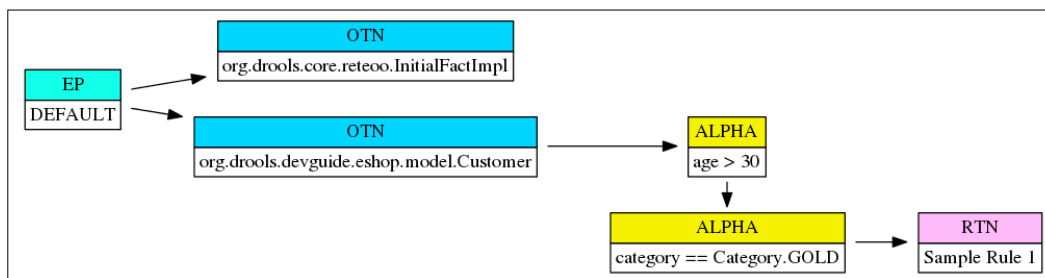 OTN
org.drools.core.reteoo.InitialFactImpl
EP
DEFAULT
OTN
org.drools.devguide.eshop.model.Customer
ALPHA
age > 30
ALPHA
category == Category.GOLD
RTN
Sample Rule 1